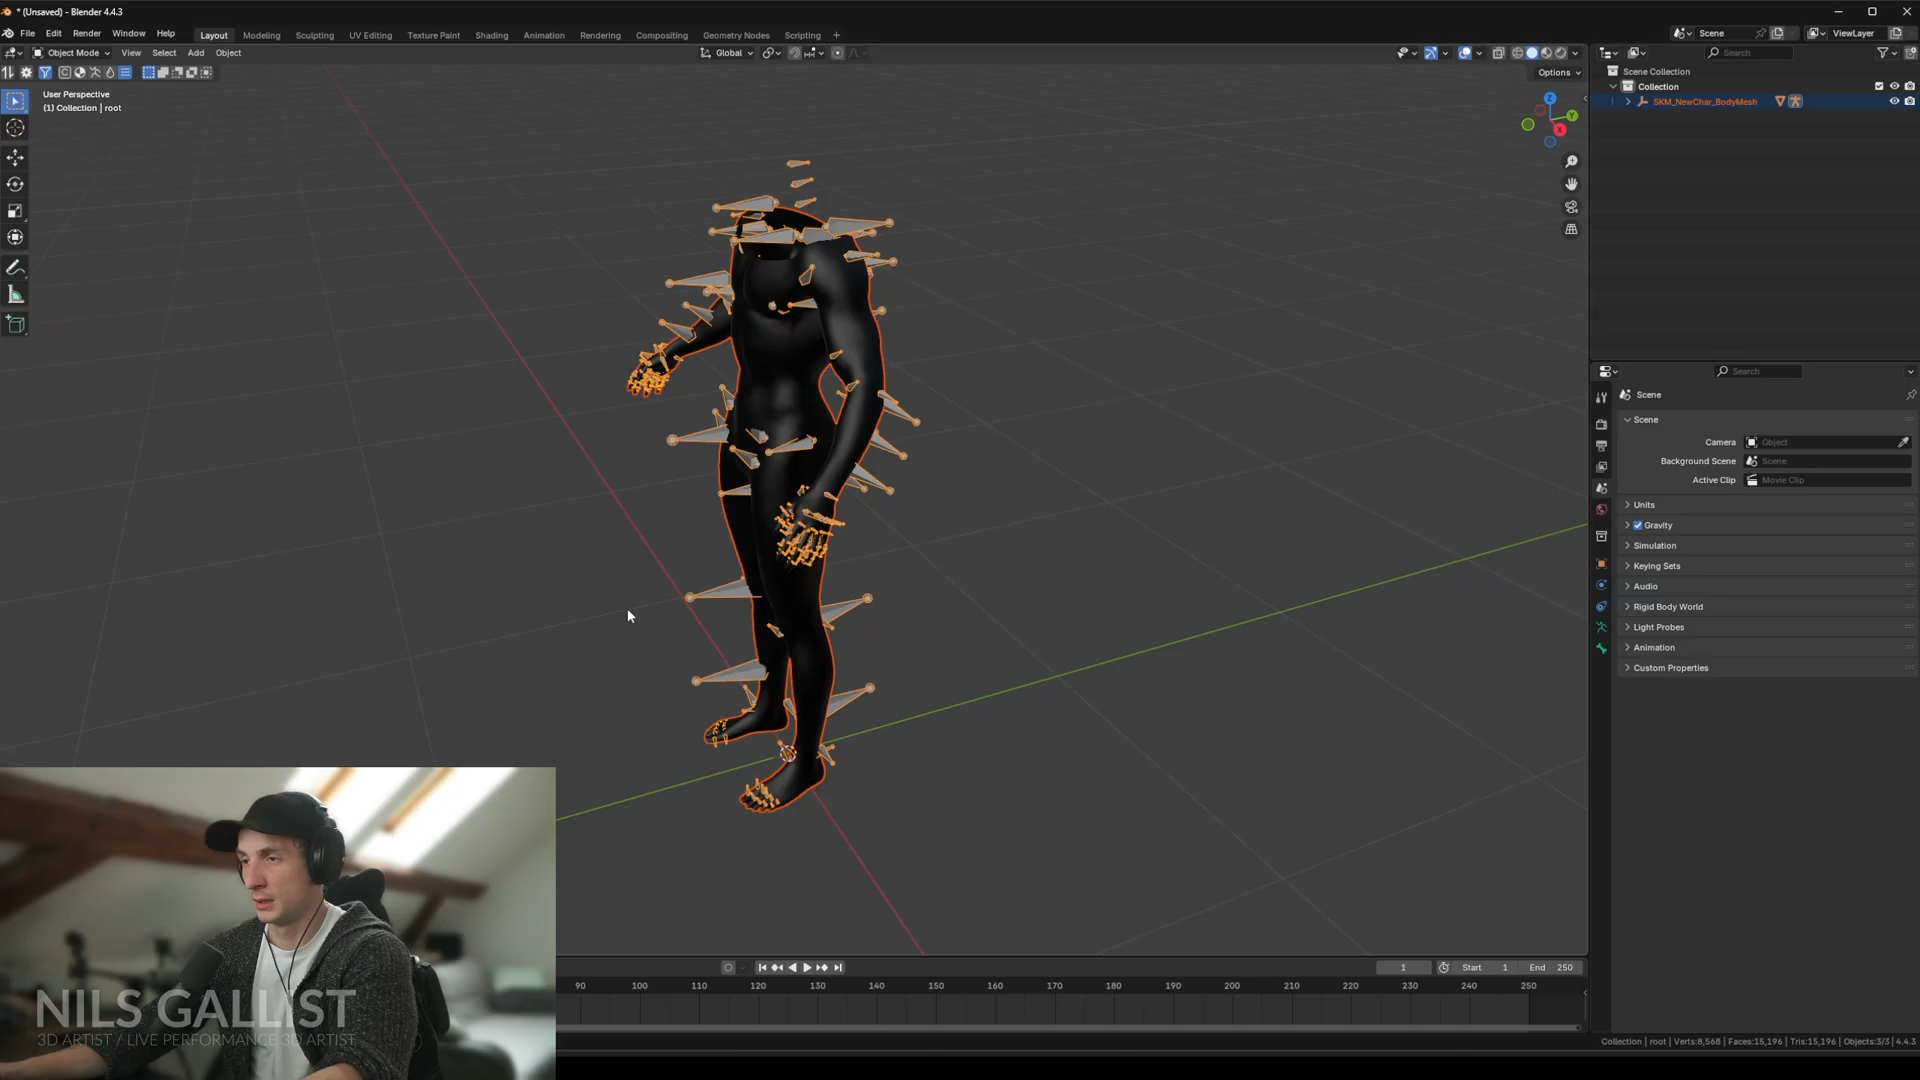 * (Unsaved) - Blender 4.4.3
File Edit Render Window Help Layout Modeling Sculpting UV Editing Texture Paint Shading Animation Rendering Compositing Geometry Nodes Scripting + Scene ViewLayer
Object Mode View Select Add Object Global Search
Options
User Perspective
(1) Collection | root
Scene Collection
Collection
SKM_NewChar_BodyMesh
Z
Y
X
Search
Scene
Scene
Camera Object
Background Scene Scene
Active Clip Movie Clip
Units
Gravity
Simulation
Keying Sets
Audio
Rigid Body World
Light Probes
Animation
Custom Properties
1 Start 1 End 250
90 100 110 120 130 140 150 160 170 180 190 200 210 220 230 240 250
NILS GALLIST
3D ARTIST / LIVE PERFORMANCE 3D ARTIST
Collection | root | Verts:8,568 | Faces:15,196 | Tris:15,196 | Objects:3/3 | 4.4.3